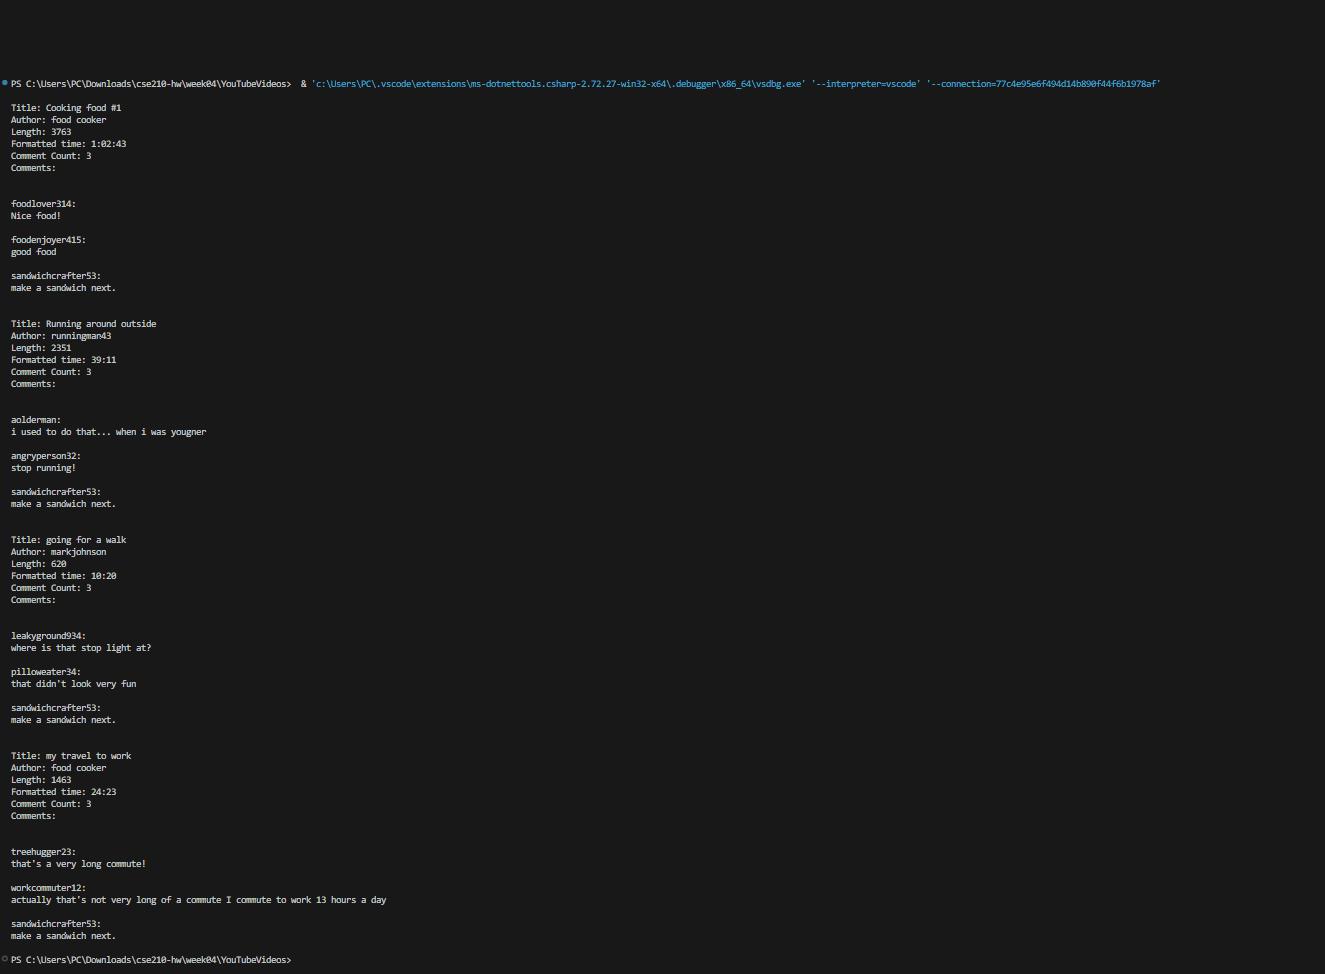 PS C:\Users\PC\Downloads\cse210-hw\week04\YouTubeVideos>  & 'c:\Users\PC\.vscode\extensions\ms-dotnettools.csharp-2.72.27-win32-x64\.debugger\x86_64\vsdbg.exe' '--interpreter=vscode' '--connection=77c4e95e6f494d14b890f44f6b1978af'
Title: Cooking food #1
Author: food cooker
Length: 3763
Formatted time: 1:02:43
Comment Count: 3
Comments:
foodlover314:
Nice food!
foodenjoyer415:
good food
sandwichcrafter53:
make a sandwich next.
Title: Running around outside
Author: runningman43
Length: 2351
Formatted time: 39:11
Comment Count: 3
Comments:
aolderman:
i used to do that... when i was yougner
angryperson32:
stop running!
sandwichcrafter53:
make a sandwich next.
Title: going for a walk
Author: markjohnson
Length: 620
Formatted time: 10:20
Comment Count: 3
Comments:
leakyground934:
where is that stop light at?
pilloweater34:
that didn't look very fun
sandwichcrafter53:
make a sandwich next.
Title: my travel to work
Author: food cooker
Length: 1463
Formatted time: 24:23
Comment Count: 3
Comments:
treehugger23:
that's a very long commute!
workcommuter12:
actually that's not very long of a commute I commute to work 13 hours a day
sandwichcrafter53:
make a sandwich next.
PS C:\Users\PC\Downloads\cse210-hw\week04\YouTubeVideos>